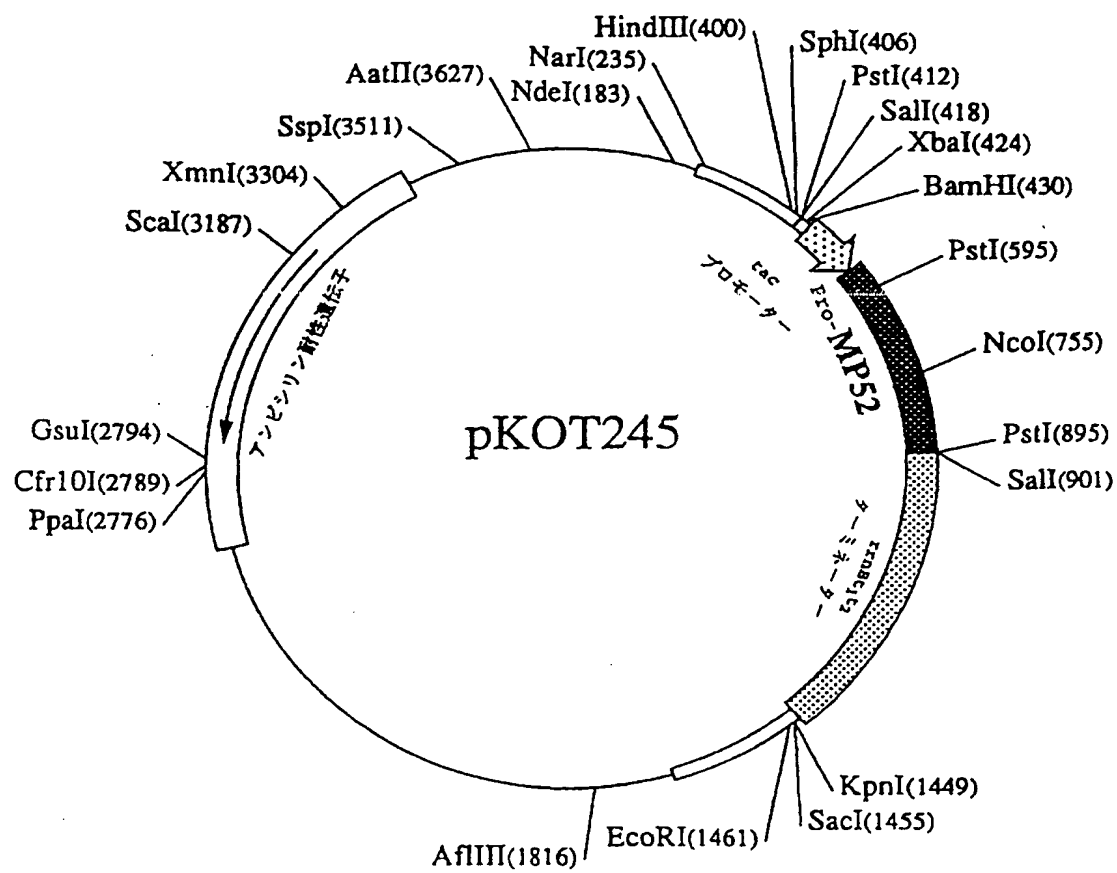 HindIII(400)
SphI(406)
NarI(235)
PstI(412)
AatII(3627)
NdeI(183)
SalI(418)
SspI(3511)
XbaI(424)
XmnI(3304)
BamHI(430)
ScaI(3187)
PstI(595)
tac
プロモーター
Pro-MP52
アンピシリン耐性遺伝子
NcoI(755)
pKOT245
GsuI(2794)
PstI(895)
Cfr10I(2789)
SalI(901)
PpaI(2776)
rrnBt1t2
ターミネーター
KpnI(1449)
SacI(1455)
EcoRI(1461)
AflIII(1816)